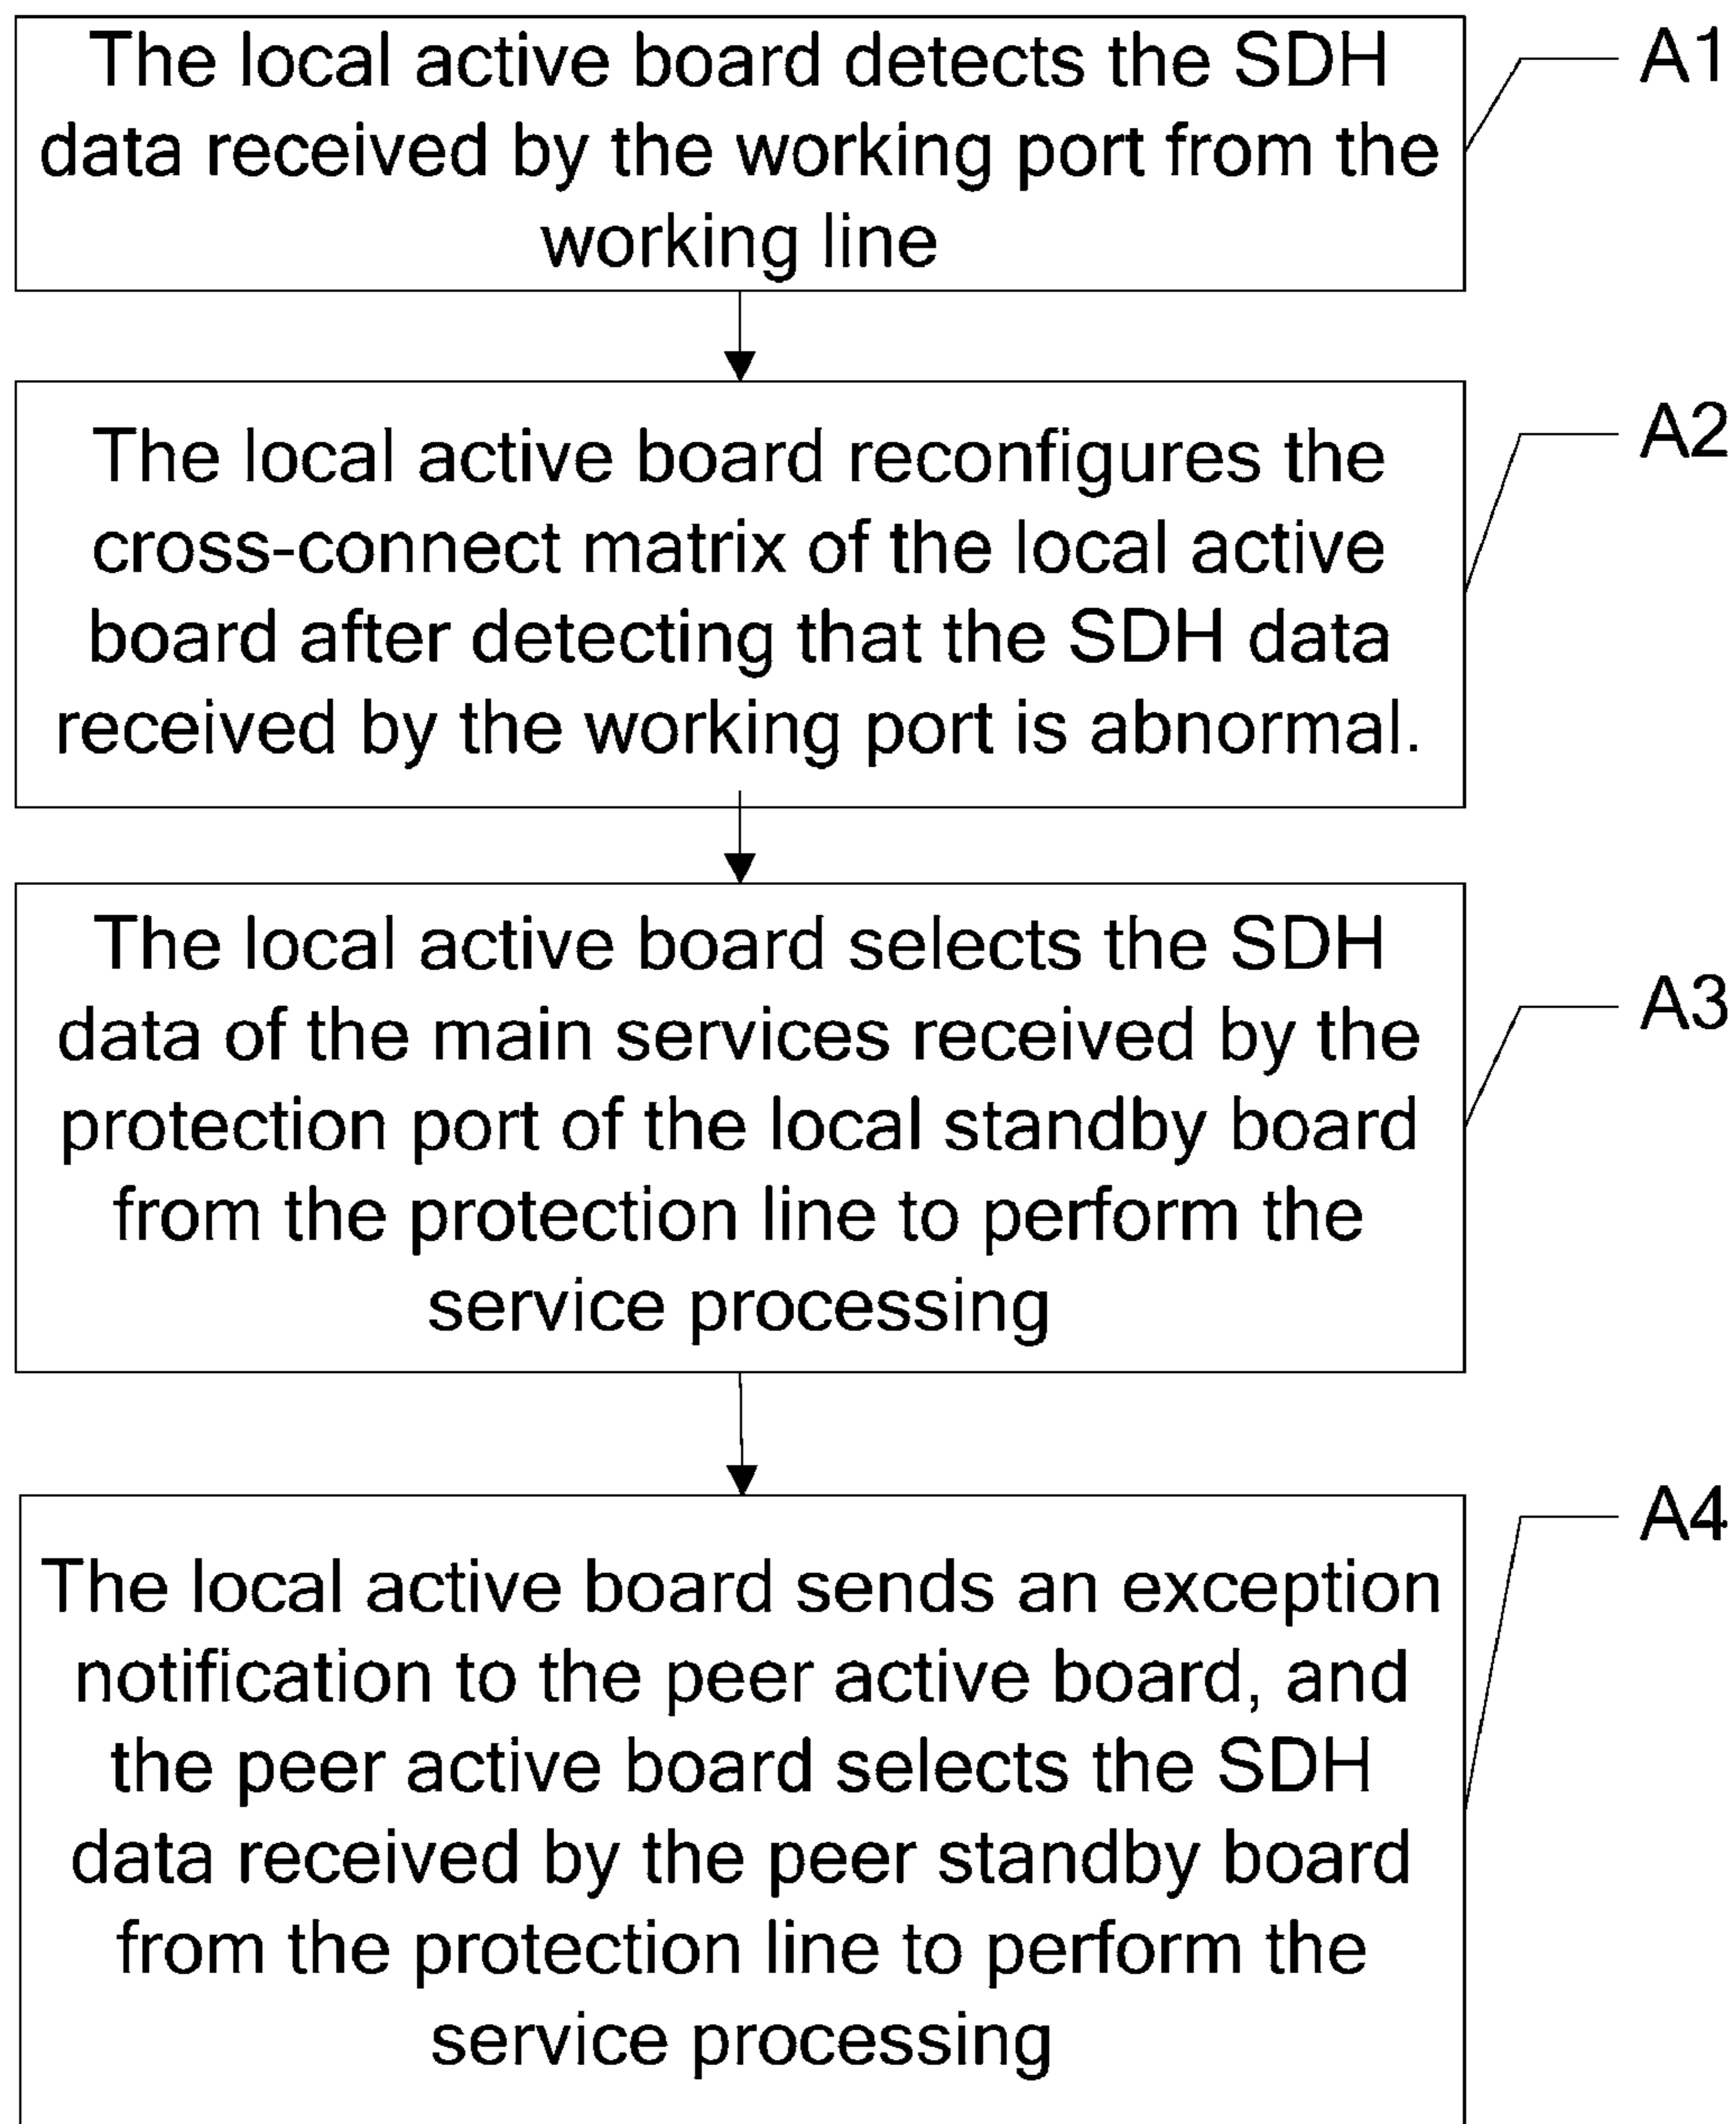 The local active board detects the SDH
data received by the working port from the
working line
A1
The local active board reconfigures the
cross-connect matrix of the local active
board after detecting that the SDH data
received by the working port is abnormal.
A2
The local active board selects the SDH
data of the main services received by the
protection port of the local standby board
from the protection line to perform the
service processing
A3
The local active board sends an exception
notification to the peer active board, and
the peer active board selects the SDH
data received by the peer standby board
from the protection line to perform the
service processing
A4